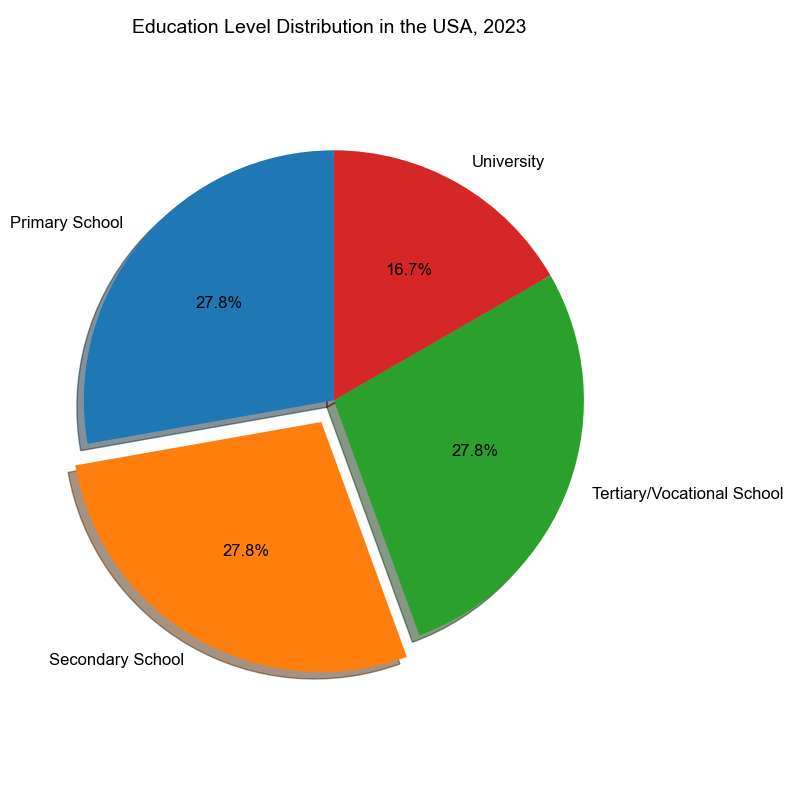 Education Level Distribution in the USA, 2023
University
Primary School
16.7%
27.8%
27.8%
Tertiary/Vocational School
27.8%
Secondary School